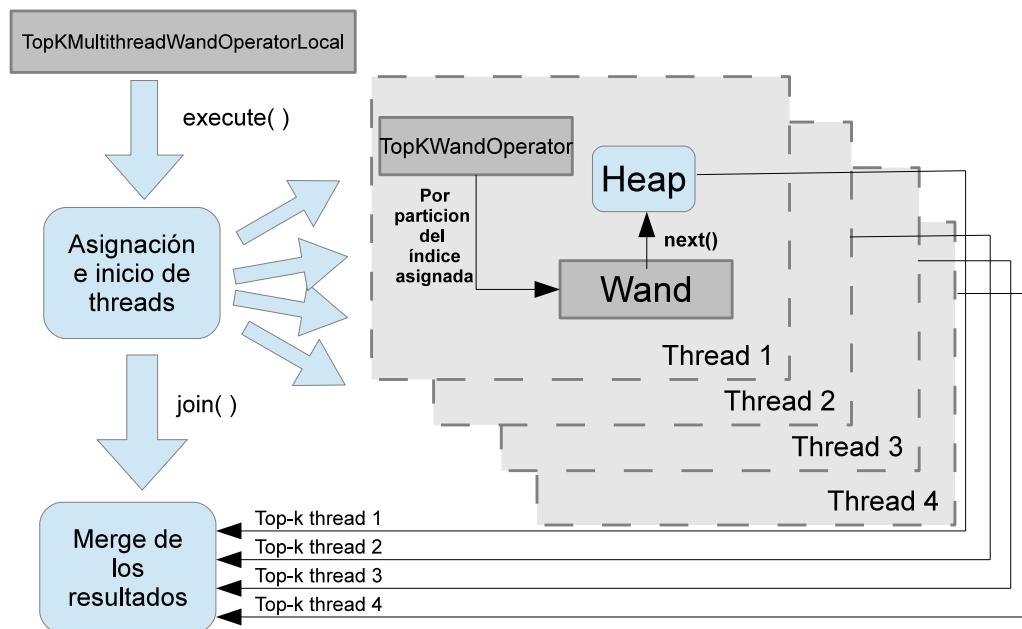 TopKMultithreadWandOperatorLocal
execute( )
Asignación
e inicio de
threads
join( )
TopKWandOperator
Por
particion
del
índice
asignada
Heap
next()
Wand
Thread 1
Thread 2
Thread 3
Thread 4
Merge de
los
resultados
Top-k thread 1
Top-k thread 2
Top-k thread 3
Top-k thread 4